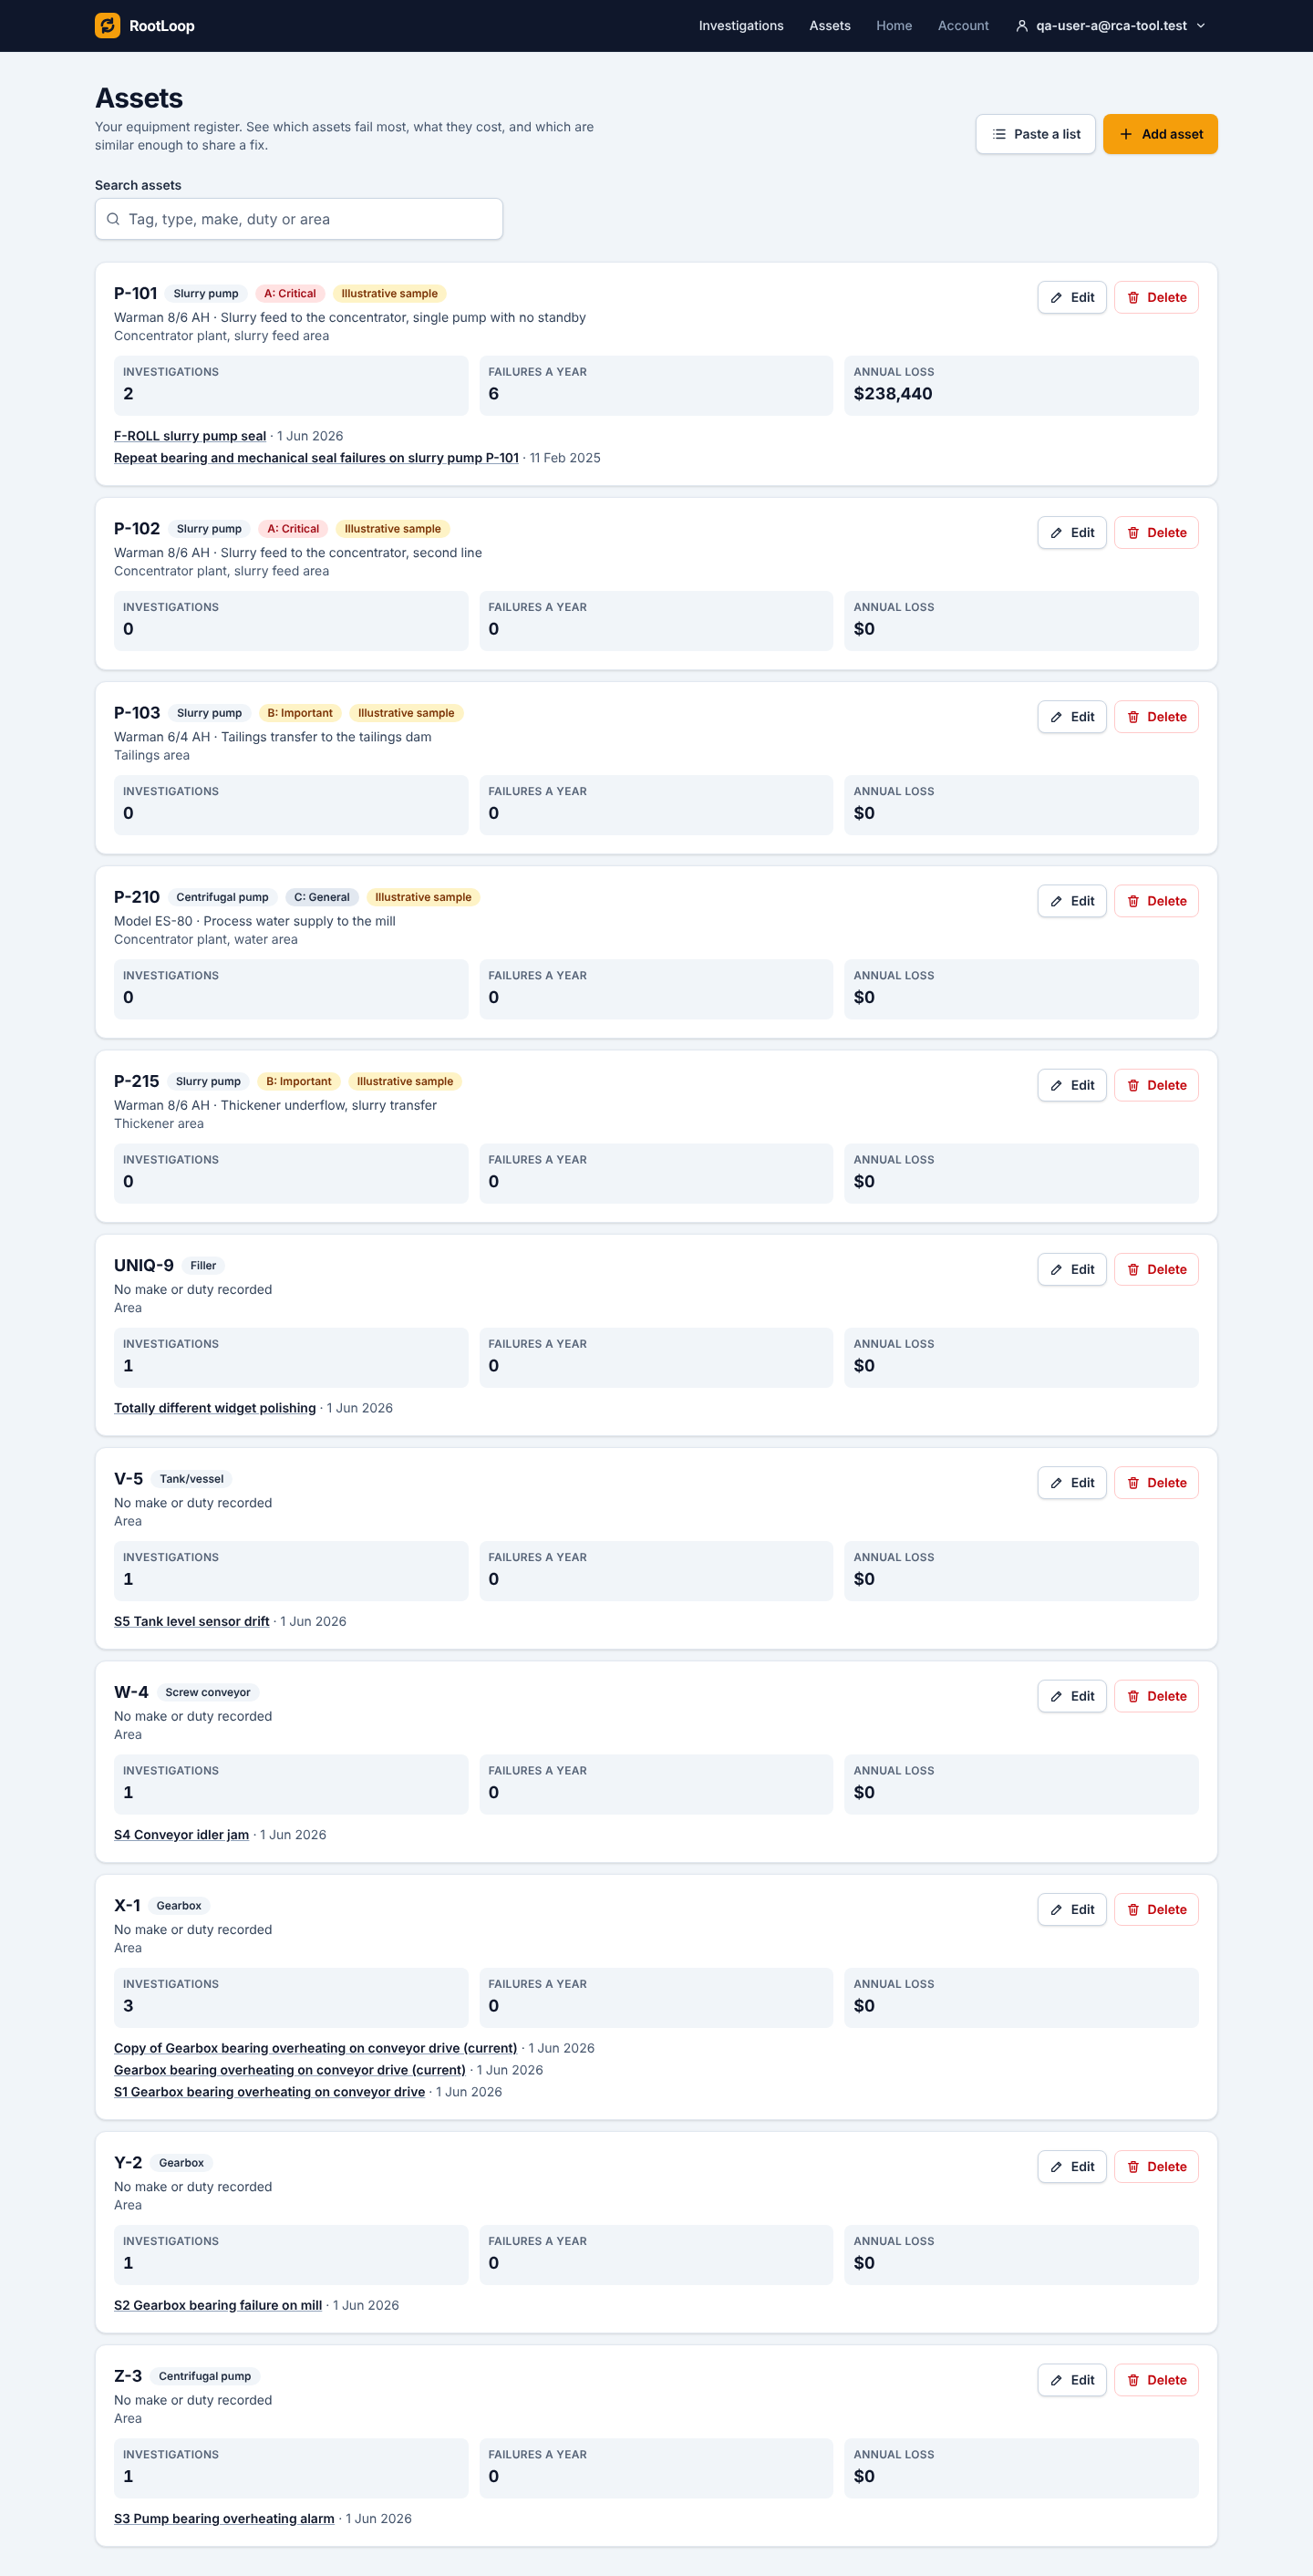 RootLoop
Investigations Assets Home Account qa-user-a@rca-tool.test
Assets
Your equipment register. See which assets fail most, what they cost, and which are
similar enough to share a fix.
Paste a list Add asset
Search assets
Tag, type, make, duty or area
P-101 Slurry pump A: Critical Illustrative sample
Edit Delete
Warman 8/6 AH · Slurry feed to the concentrator, single pump with no standby
Concentrator plant, slurry feed area
INVESTIGATIONS FAILURES A YEAR ANNUAL LOSS
2 6 $238,440
F-ROLL slurry pump seal · 1 Jun 2026
Repeat bearing and mechanical seal failures on slurry pump P-101 · 11 Feb 2025
P-102 Slurry pump A: Critical Illustrative sample
Edit Delete
Warman 8/6 AH · Slurry feed to the concentrator, second line
Concentrator plant, slurry feed area
INVESTIGATIONS FAILURES A YEAR ANNUAL LOSS
0 0 $0
P-103 Slurry pump B: Important Illustrative sample
Edit Delete
Warman 6/4 AH · Tailings transfer to the tailings dam
Tailings area
INVESTIGATIONS FAILURES A YEAR ANNUAL LOSS
0 0 $0
P-210 Centrifugal pump C: General Illustrative sample
Edit Delete
Model ES-80 · Process water supply to the mill
Concentrator plant, water area
INVESTIGATIONS FAILURES A YEAR ANNUAL LOSS
0 0 $0
P-215 Slurry pump B: Important Illustrative sample
Edit Delete
Warman 8/6 AH · Thickener underflow, slurry transfer
Thickener area
INVESTIGATIONS FAILURES A YEAR ANNUAL LOSS
0 0 $0
UNIQ-9 Filler
Edit Delete
No make or duty recorded
Area
INVESTIGATIONS FAILURES A YEAR ANNUAL LOSS
1 0 $0
Totally different widget polishing · 1 Jun 2026
V-5 Tank/vessel
Edit Delete
No make or duty recorded
Area
INVESTIGATIONS FAILURES A YEAR ANNUAL LOSS
1 0 $0
S5 Tank level sensor drift · 1 Jun 2026
W-4 Screw conveyor
Edit Delete
No make or duty recorded
Area
INVESTIGATIONS FAILURES A YEAR ANNUAL LOSS
1 0 $0
S4 Conveyor idler jam · 1 Jun 2026
X-1 Gearbox
Edit Delete
No make or duty recorded
Area
INVESTIGATIONS FAILURES A YEAR ANNUAL LOSS
3 0 $0
Copy of Gearbox bearing overheating on conveyor drive (current) · 1 Jun 2026
Gearbox bearing overheating on conveyor drive (current) · 1 Jun 2026
S1 Gearbox bearing overheating on conveyor drive · 1 Jun 2026
Y-2 Gearbox
Edit Delete
No make or duty recorded
Area
INVESTIGATIONS FAILURES A YEAR ANNUAL LOSS
1 0 $0
S2 Gearbox bearing failure on mill · 1 Jun 2026
Z-3 Centrifugal pump
Edit Delete
No make or duty recorded
Area
INVESTIGATIONS FAILURES A YEAR ANNUAL LOSS
1 0 $0
S3 Pump bearing overheating alarm · 1 Jun 2026